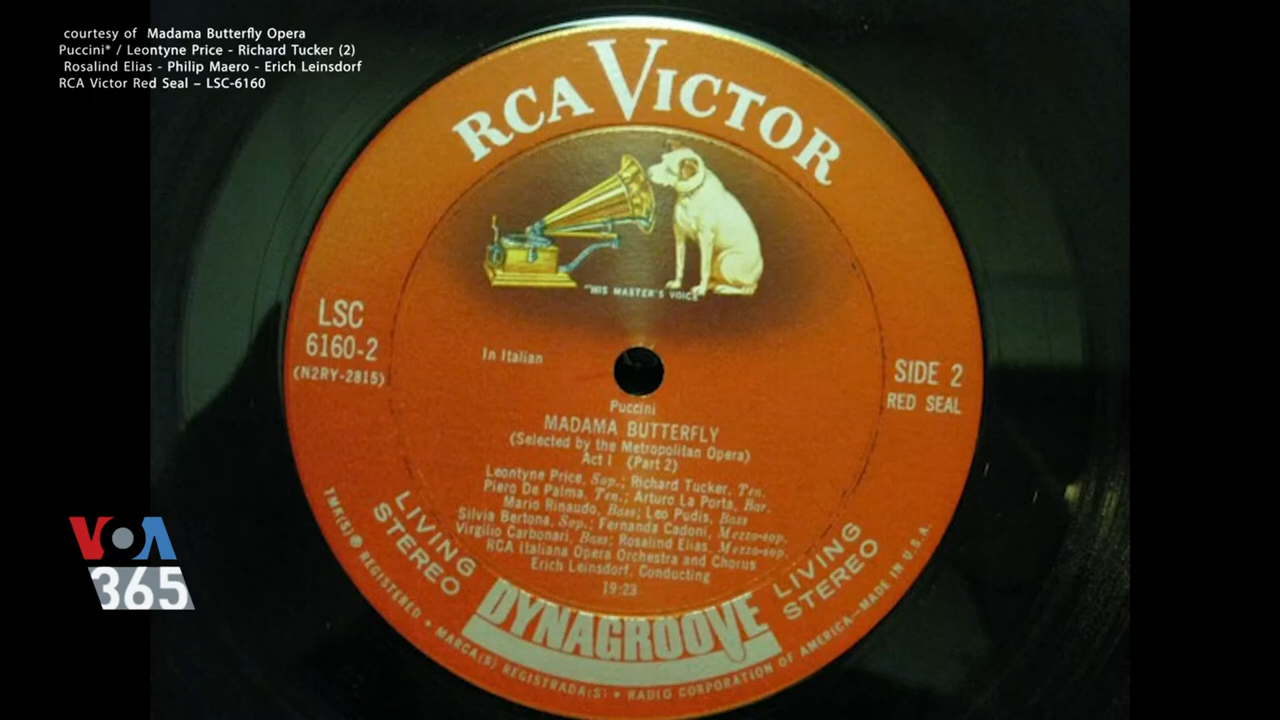 courtesy of Madama Butterfly Opera
Puccini* / Leontyne Price - Richard Tucker (2)
Rosalind Elias - Philip Maero - Erich Leinsdorf
RCA Victor Red Seal – LSC-6160
RCA VICTOR
"HIS MASTER'S VOICE"
LSC
6160-2
(N2RY-2815)
In Italian
SIDE 2
RED SEAL
Puccini
MADAMA BUTTERFLY
(Selected by the Metropolitan Opera)
Act I (Part 2)
Leontyne Price, Sop.; Richard Tucker, Ten.
Piero De Palma, Ten.; Arturo La Porta, Bar.
Mario Rinaudo, Bass; Leo Pudis, Bass
Silvia Bertona, Sop.; Fernanda Cadoni, Mezzo-sop.
Virgilio Carbonari, Bass; Rosalind Elias, Mezzo-sop.
RCA Italiana Opera Orchestra and Chorus
Erich Leinsdorf, Conducting
19:23
LIVING
STEREO
DYNAGROOVE
LIVING
STEREO
TMK(S) ® REGISTERED • MARCA(S) REGISTRADA(S) • RADIO CORPORATION OF AMERICA—MADE IN U.S.A.
VOA
365